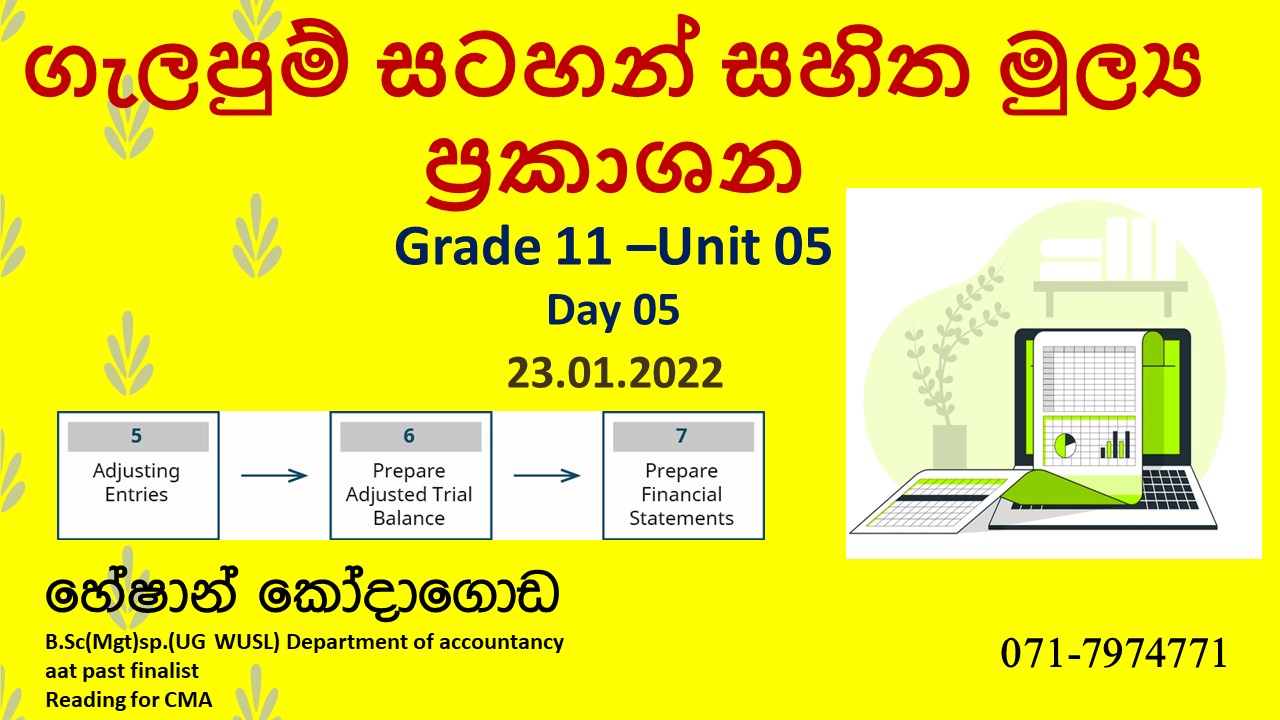 ගැලපුම් සටහන් සහිත මුල්‍ය
ප්‍රකාශන
Grade 11 –Unit 05
Day 05
23.01.2022
5
Adjusting
Entries
6
Prepare
Adjusted Trial
Balance
7
Prepare
Financial
Statements
හේෂාන් කෝදාගොඩ
B.Sc(Mgt)sp.(UG WUSL) Department of accountancy
aat past finalist
Reading for CMA
071-7974771